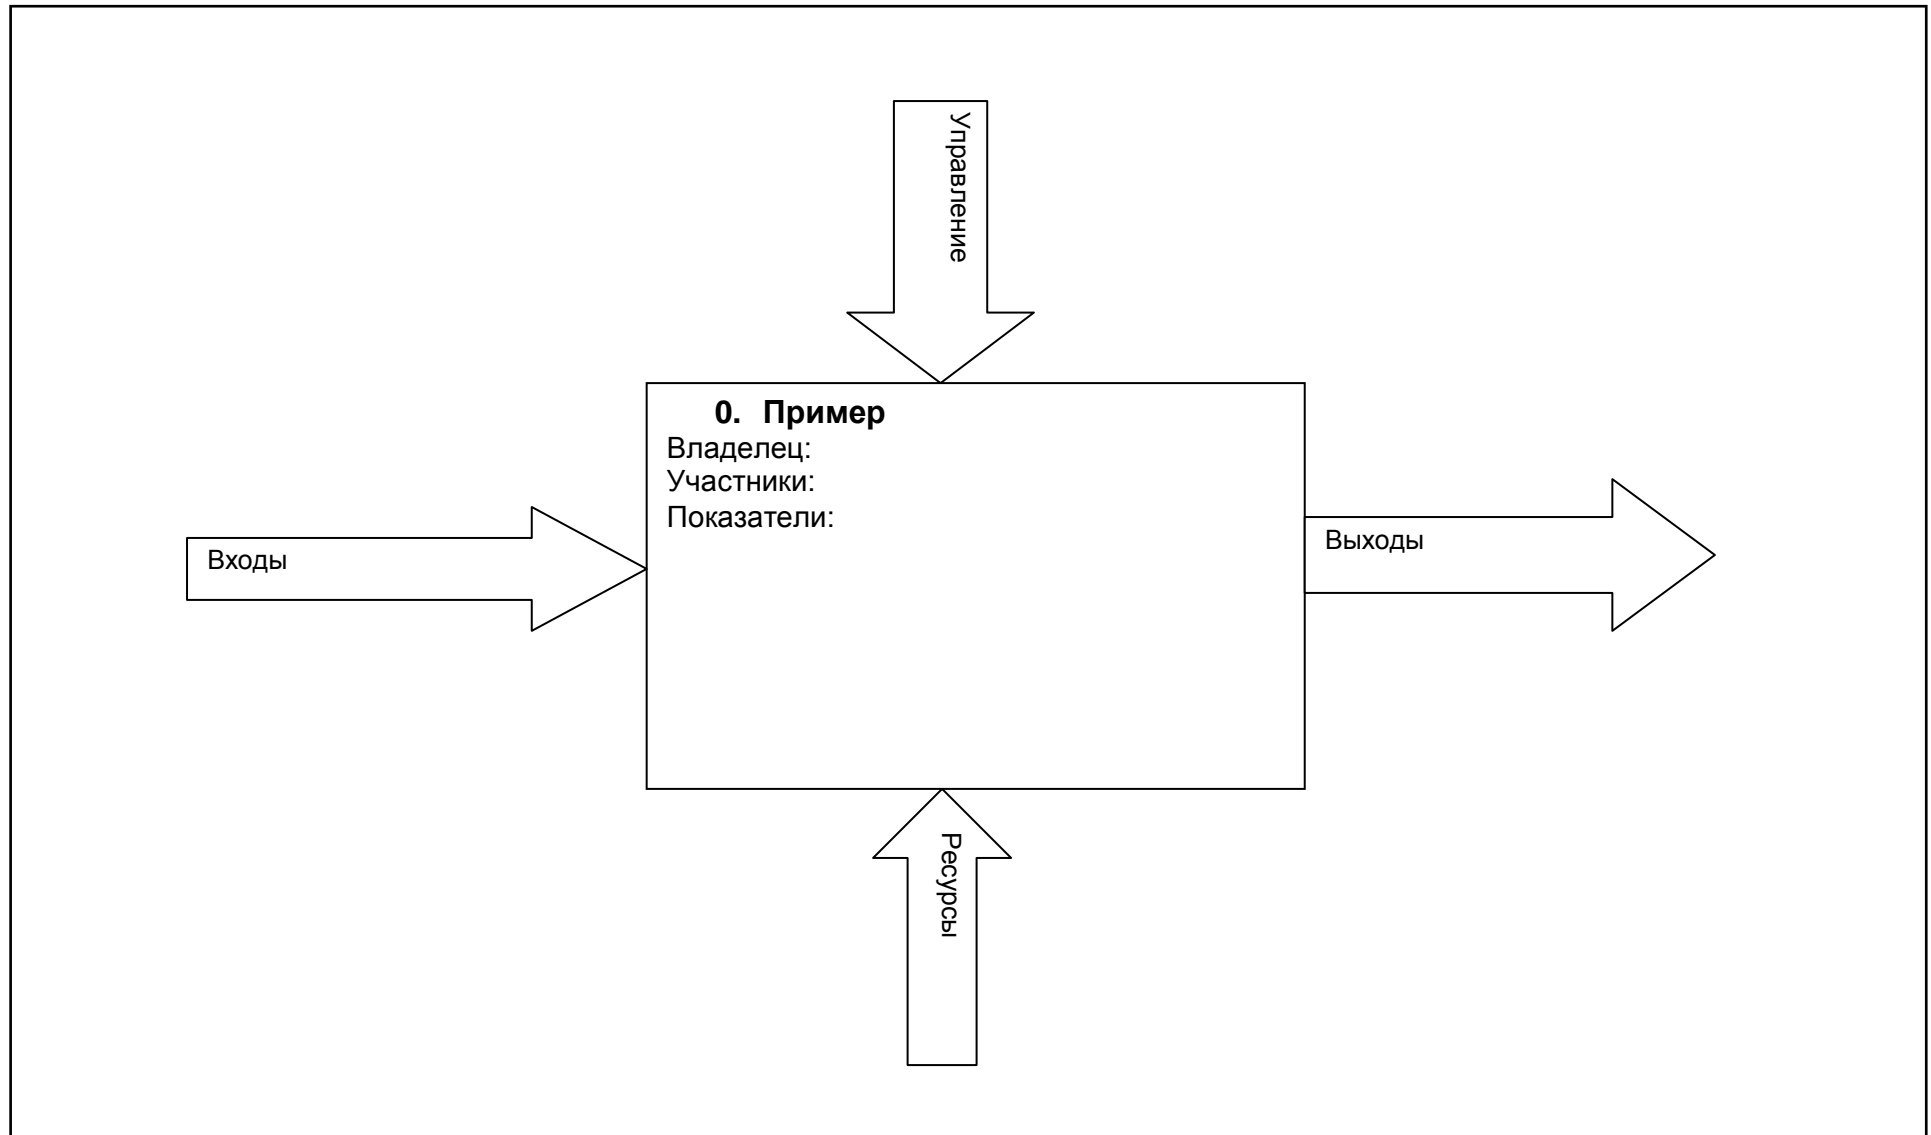 Управление
0. Пример
Владелец:
Участники:
Показатели:
Входы
Выходы
Ресурсы